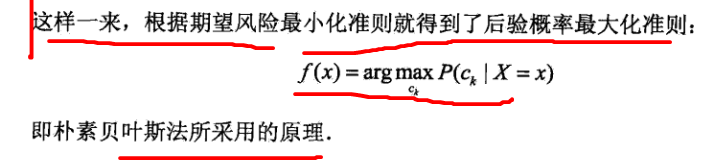 这样一来，根据期望风险最小化准则就得到了后验概率最大化准则：
f(x) = arg max P(c_k | X = x)
c_k
即朴素贝叶斯法所采用的原理．